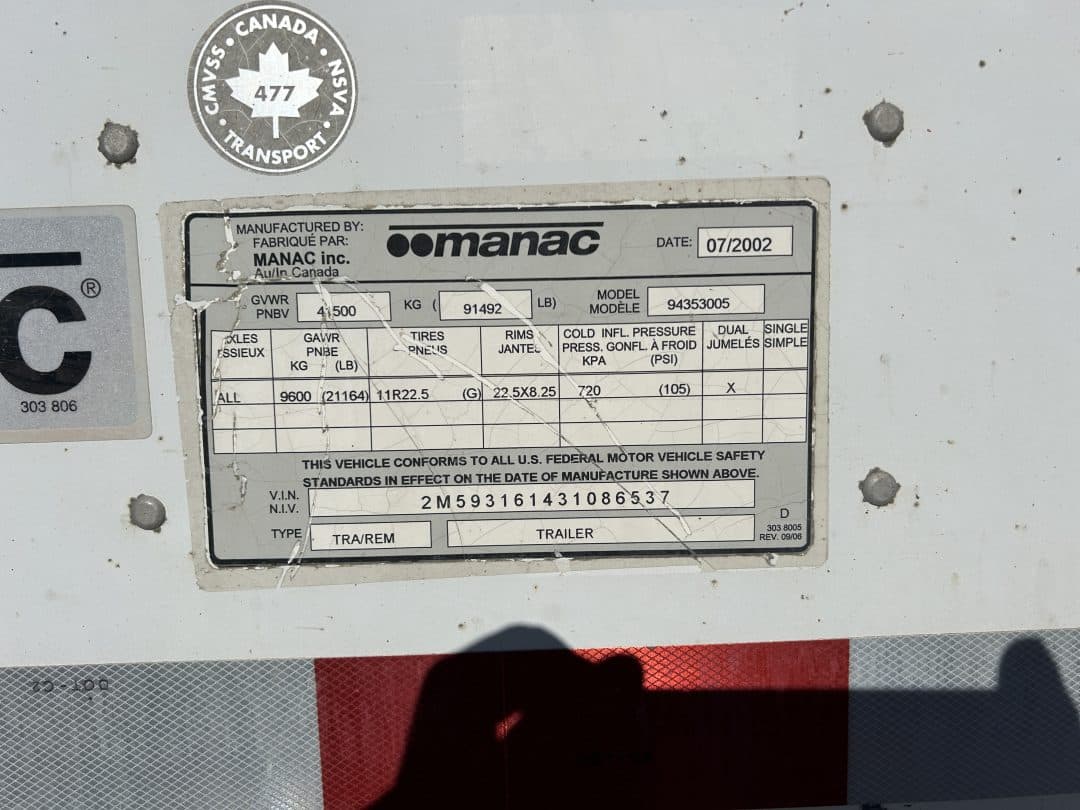 CMVSS • CANADA • NSVA • TRANSPORT •
477
C®
303 806
MANUFACTURED BY:
FABRIQUÉ PAR:
MANAC inc.
Au/In Canada
manac
DATE: 07/2002
GVWR
PNBV
41500 KG ( 91492 LB)
MODEL
MODÈLE
94353005
AXLES
ESSIEUX
GAWR
PNBE
KG (LB)
TIRES
PNEUS
RIMS
JANTES
COLD INFL. PRESSURE
PRESS. GONFL. À FROID
KPA (PSI)
DUAL
JUMELÉS
SINGLE
SIMPLE
ALL 9600 (21164) 11R22.5 (G) 22.5X8.25 720 (105) X
THIS VEHICLE CONFORMS TO ALL U.S. FEDERAL MOTOR VEHICLE SAFETY
STANDARDS IN EFFECT ON THE DATE OF MANUFACTURE SHOWN ABOVE.
V.I.N.
N.I.V.
2M593161431086537
TYPE TRA/REM TRAILER
D
303 8005
REV. 09/06
DOT-C2